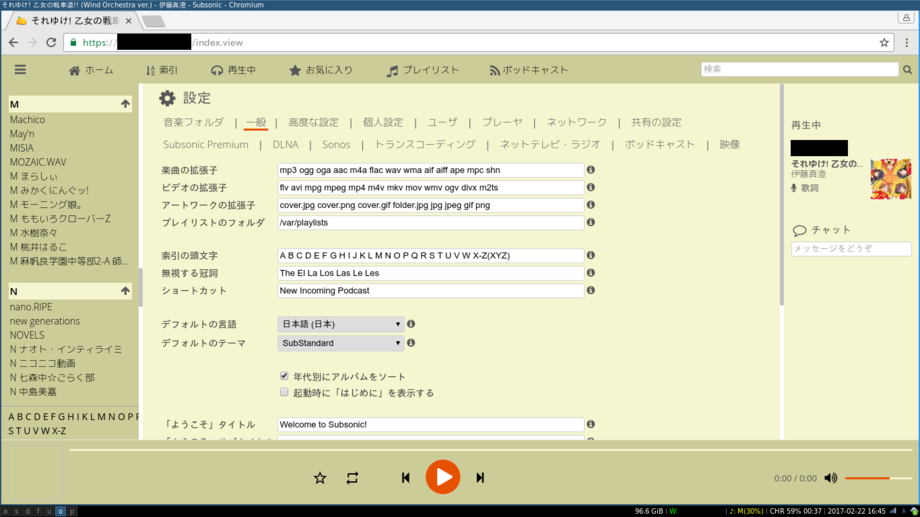 それゆけ! 乙女の戦車道!! (Wind Orchestra ver.) - 伊藤真澄 - Subsonic - Chromium
それゆけ! 乙女の戦車
https://
/index.view
ホーム
索引
再生中
お気に入り
プレイリスト
ポッドキャスト
検索
M
Machico
May'n
MISIA
MOZAIC.WAV
M まらしぃ
M みかくにんぐッ!
M モーニング娘。
M ももいろクローバーZ
M 水樹奈々
M 桃井はるこ
M 麻帆良学園中等部2-A 師...
N
nano.RIPE
new generations
NOVELS
N ナオト・インティライミ
N ニコニコ動画
N 七森中☆ごらく部
N 中島美嘉
A B C D E F G H I J K L M N O P R
S T U V W X-Z
設定
音楽フォルダ | 一般 | 高度な設定 | 個人設定 | ユーザ | プレーヤ | ネットワーク | 共有の設定
Subsonic Premium | DLNA | Sonos | トランスコーディング | ネットテレビ・ラジオ | ポッドキャスト | 映像
楽曲の拡張子 mp3 ogg oga aac m4a flac wav wma aif aiff ape mpc shn
ビデオの拡張子 flv avi mpg mpeg mp4 m4v mkv mov wmv ogv divx m2ts
アートワークの拡張子 cover.jpg cover.png cover.gif folder.jpg jpg jpeg gif png
プレイリストのフォルダ /var/playlists
索引の頭文字 A B C D E F G H I J K L M N O P Q R S T U V W X-Z(XYZ)
無視する冠詞 The El La Los Las Le Les
ショートカット New Incoming Podcast
デフォルトの言語 日本語 (日本)
デフォルトのテーマ SubStandard
年代別にアルバムをソート
起動時に「はじめに」を表示する
「ようこそ」タイトル Welcome to Subsonic!
再生中
それゆけ! 乙女の...
伊藤真澄
歌詞
チャット
メッセージをどうぞ
0:00 / 0:00
a s d f u o p
96.6 GiB | W: | ♪: M(30%) | CHR 59% 00:37 | 2017-02-22 16:45